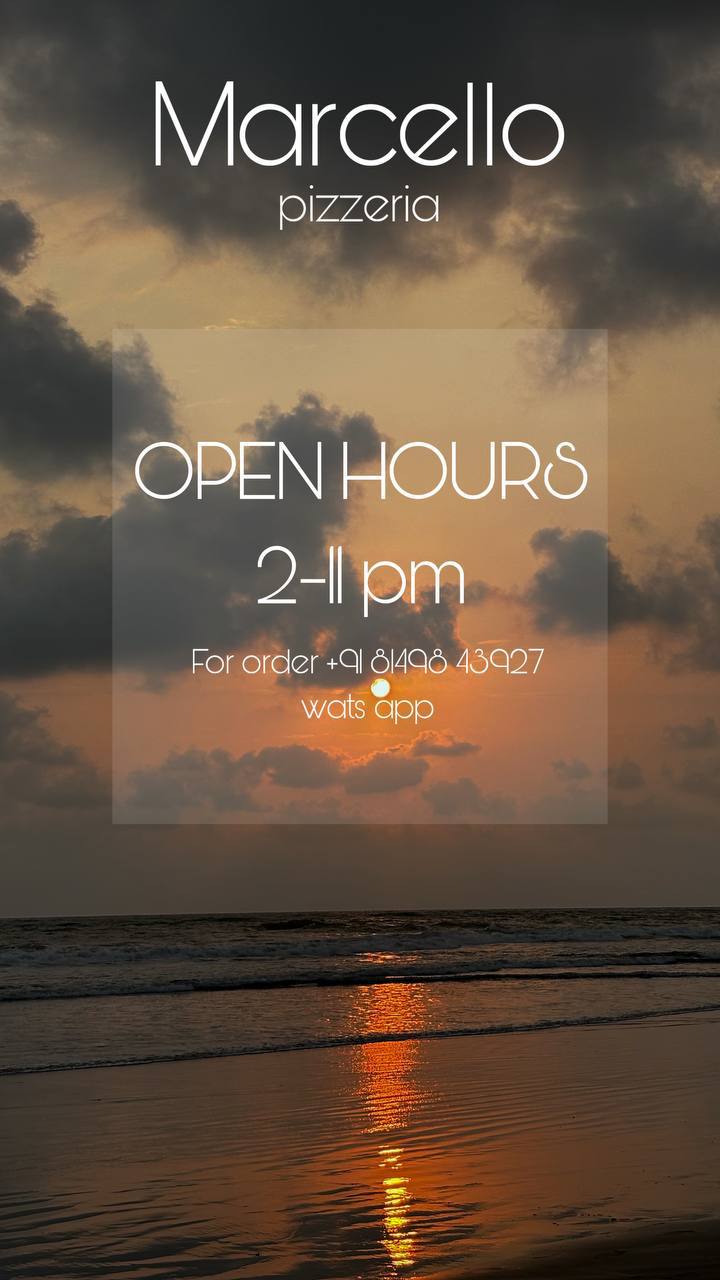 Marcello
pizzeria
OPEN HOURS
2-11 pm
For order +91 81498 43927
wats app